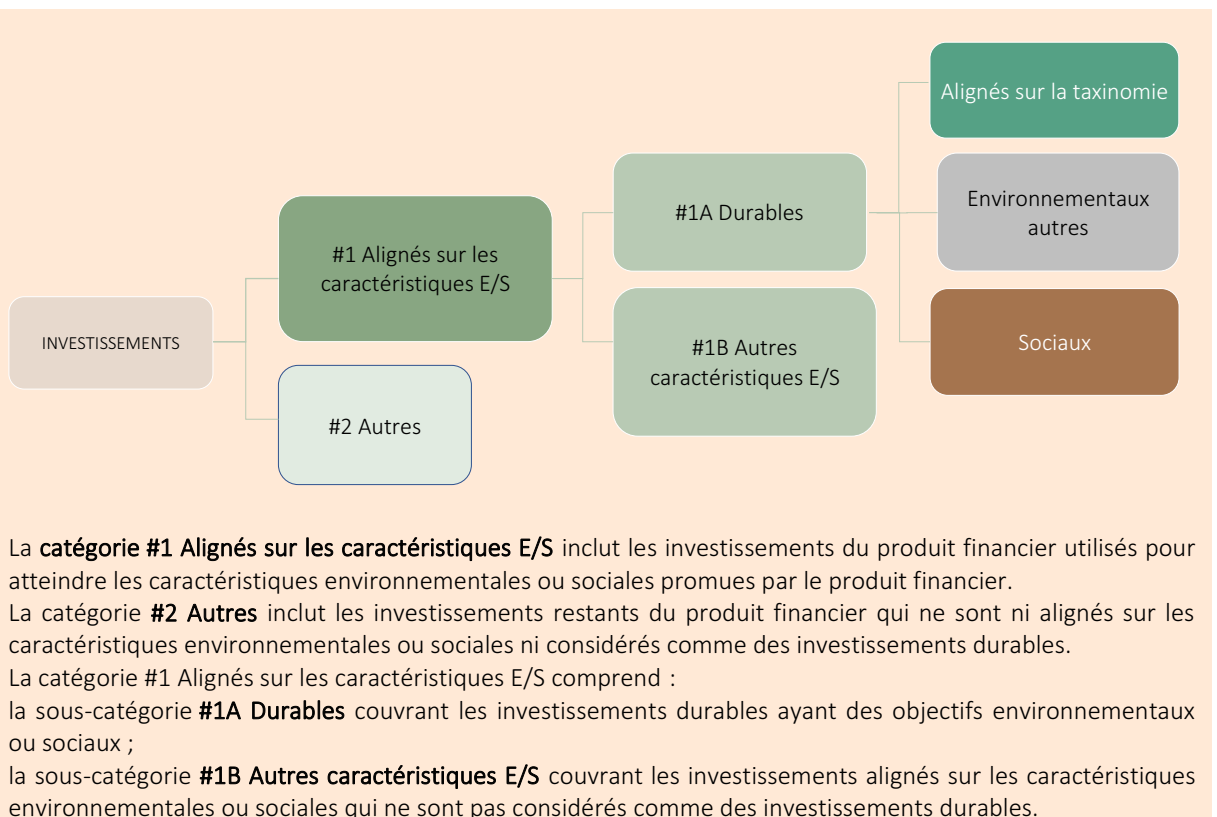 Alignés sur la taxinomie
Environnementaux
autres
Sociaux
#1A Durables
#1B Autres
caractéristiques E/S
#1 Alignés sur les
caractéristiques E/S
INVESTISSEMENTS
#2 Autres
La catégorie #1 Alignés sur les caractéristiques E/S inclut les investissements du produit financier utilisés pour
atteindre les caractéristiques environnementales ou sociales promues par le produit financier.
La catégorie #2 Autres inclut les investissements restants du produit financier qui ne sont ni alignés sur les
caractéristiques environnementales ou sociales ni considérés comme des investissements durables.
La catégorie #1 Alignés sur les caractéristiques E/S comprend :
la sous-catégorie #1A Durables couvrant les investissements durables ayant des objectifs environnementaux
ou sociaux ;
la sous-catégorie #1B Autres caractéristiques E/S couvrant les investissements alignés sur les caractéristiques
environnementales ou sociales qui ne sont pas considérés comme des investissements durables.